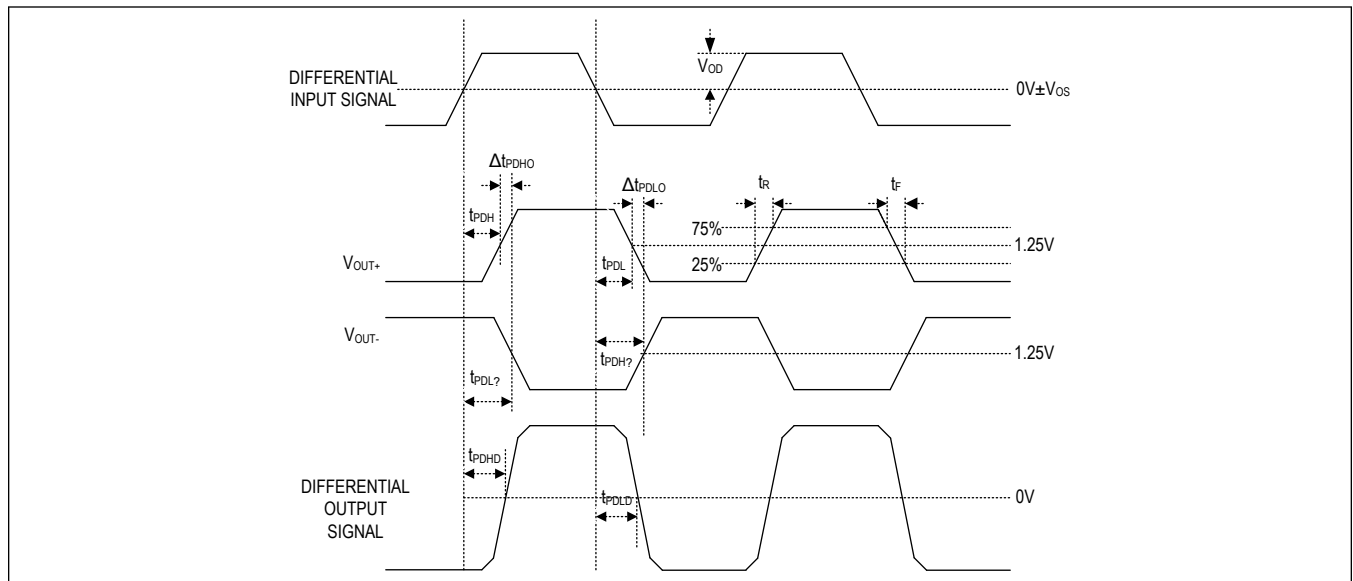 VOD
DIFFERENTIAL
INPUT SIGNAL
0V±VOS
ΔtPDHO
ΔtPDLO
tR
tF
tPDH
75%
1.25V
VOUT+
tPDL
25%
VOUT-
tPDH?
1.25V
tPDL?
tPDHD
DIFFERENTIAL
OUTPUT
SIGNAL
tPDLD
0V